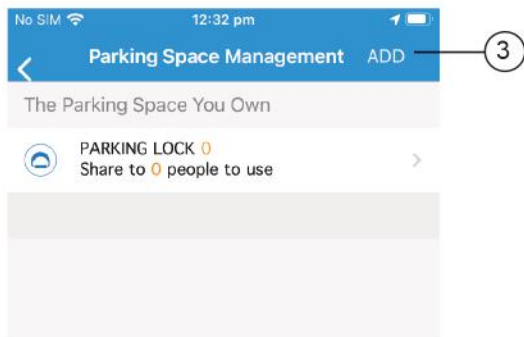 No SIM 12:32 pm
Parking Space Management ADD 3
The Parking Space You Own
PARKING LOCK 0
Share to 0 people to use